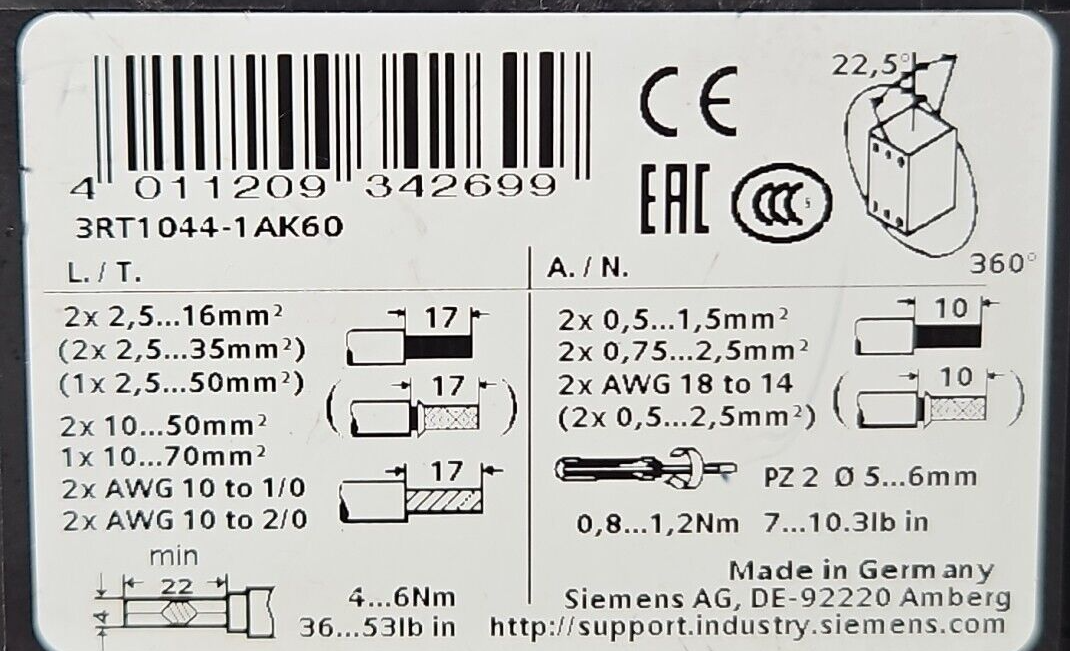 CE
22,5°
4 011209 342699
EAC
CCC
S
3RT1044-1AK60
360°
L. / T.
A. / N.
2x 2,5...16mm²
(2x 2,5...35mm²)
(1x 2,5...50mm²)
2x 10...50mm²
1x 10...70mm²
2x AWG 10 to 1/0
2x AWG 10 to 2/0
17
17
17
min
22
4
4...6Nm
36...53lb in
2x 0,5...1,5mm²
2x 0,75...2,5mm²
2x AWG 18 to 14
(2x 0,5...2,5mm²)
10
10
PZ 2 Ø 5...6mm
0,8...1,2Nm 7...10.3lb in
Made in Germany
Siemens AG, DE-92220 Amberg
http://support.industry.siemens.com